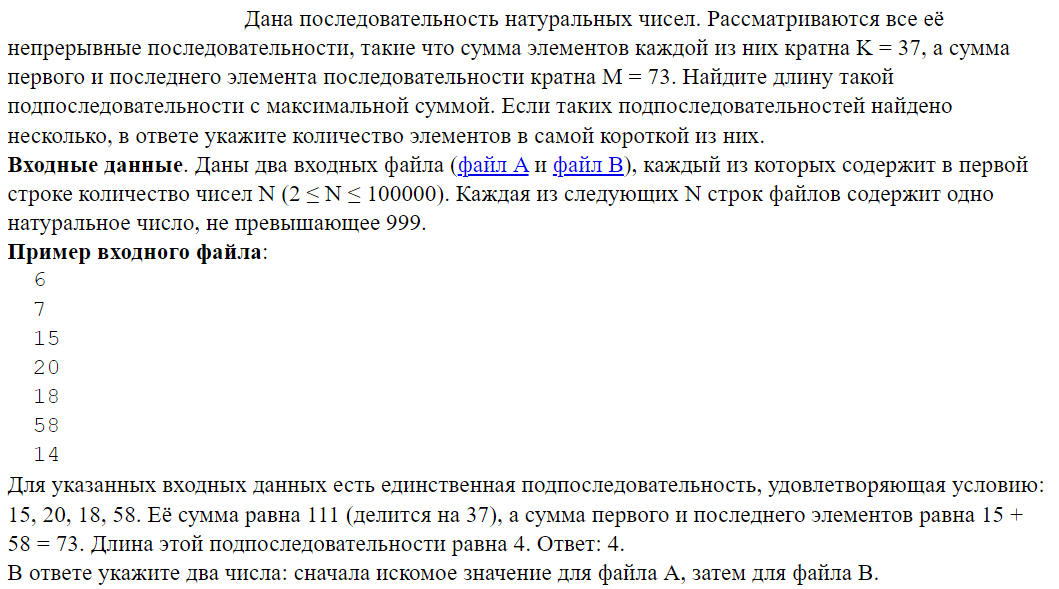 Дана последовательность натуральных чисел. Рассматриваются все её
непрерывные последовательности, такие что сумма элементов каждой из них кратна K = 37, а сумма
первого и последнего элемента последовательности кратна M = 73. Найдите длину такой
подпоследовательности с максимальной суммой. Если таких подпоследовательностей найдено
несколько, в ответе укажите количество элементов в самой короткой из них.
Входные данные. Даны два входных файла (файл A и файл B), каждый из которых содержит в первой
строке количество чисел N (2 ≤ N ≤ 100000). Каждая из следующих N строк файлов содержит одно
натуральное число, не превышающее 999.
Пример входного файла:
6
7
15
20
18
58
14
Для указанных входных данных есть единственная подпоследовательность, удовлетворяющая условию:
15, 20, 18, 58. Её сумма равна 111 (делится на 37), а сумма первого и последнего элементов равна 15 +
58 = 73. Длина этой подпоследовательности равна 4. Ответ: 4.
В ответе укажите два числа: сначала искомое значение для файла А, затем для файла B.